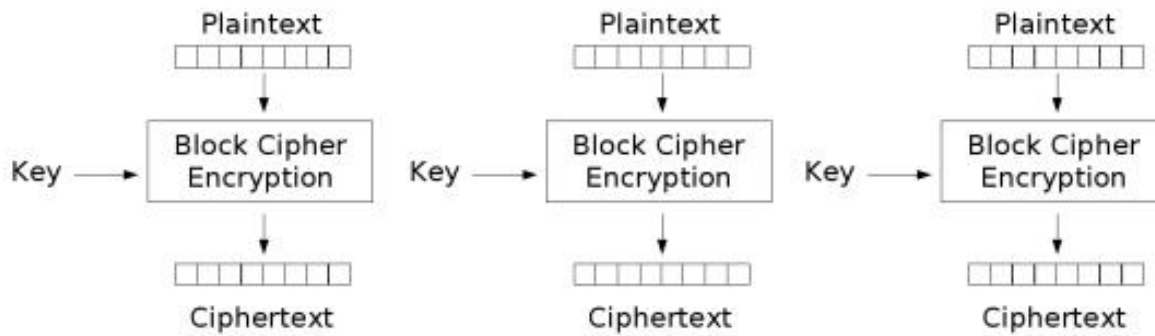 Plaintext Plaintext Plaintext
Key Block Cipher Encryption Key Block Cipher Encryption Key Block Cipher Encryption
Ciphertext Ciphertext Ciphertext